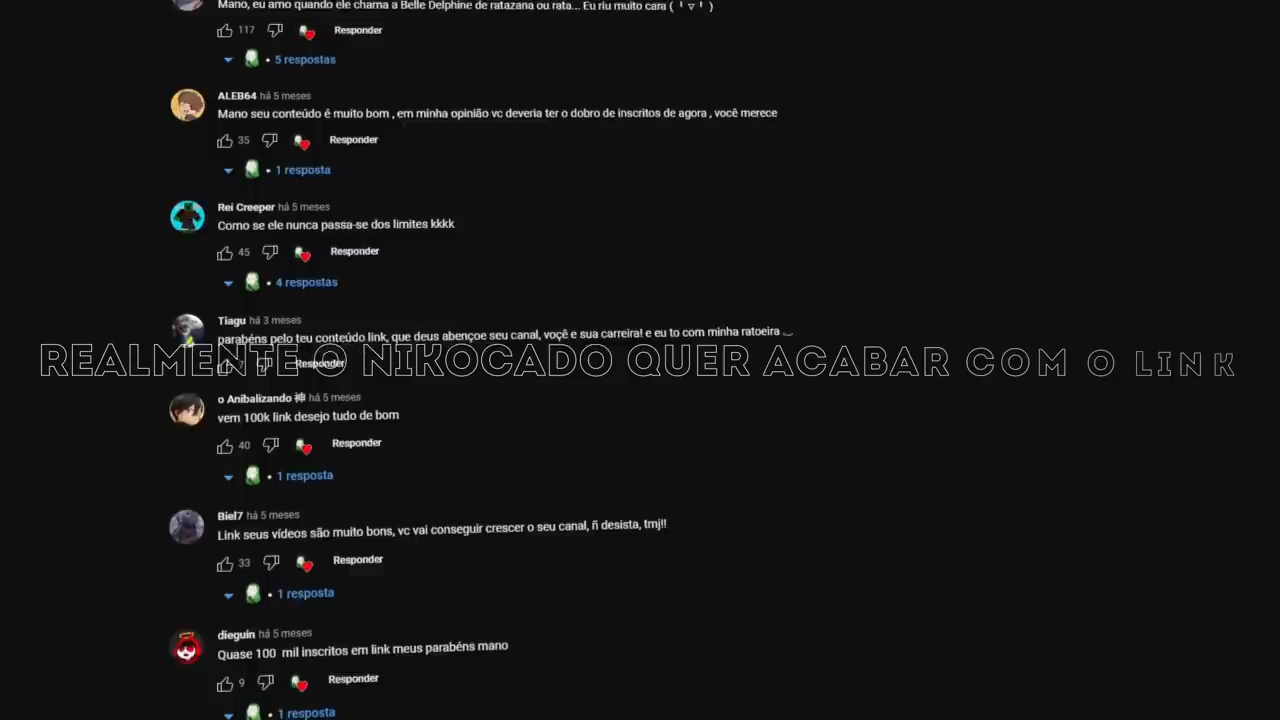 Mano, eu amo quando ele chama a Belle Delphine de ratazana ou rata... Eu riu muito cara ( ╹▽╹ )
117 Responder
5 respostas
ALEB64 há 5 meses
Mano seu conteúdo é muito bom , em minha opinião vc deveria ter o dobro de inscritos de agora , você merece
35 Responder
1 resposta
Rei Creeper há 5 meses
Como se ele nunca passa-se dos limites kkkk
45 Responder
4 respostas
Tiagu há 3 meses
parabéns pelo teu conteúdo link, que deus abençoe seu canal, voçê e sua carreira! e eu to com minha ratoeira
REALMENTE O NIKOCADO QUER ACABAR COM O LINK
7 Responder
o Anibalizando 神 há 5 meses
vem 100k link desejo tudo de bom
40 Responder
1 resposta
Biel7 há 5 meses
Link seus vídeos são muito bons, vc vai conseguir crescer o seu canal, ñ desista, tmj!!
33 Responder
1 resposta
dieguin há 5 meses
Quase 100 mil inscritos em link meus parabéns mano
9 Responder
1 resposta